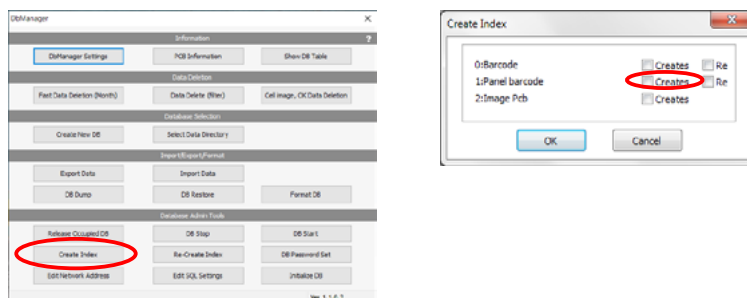 DbManager
Information
?
DbManager Settings
PCB Information
Show DB Table
Data Deletion
Fast Data Deletion (Month)
Data Delete (filter)
Cell image, OK Data Deletion
Database Selection
Create New DB
Select Data Directory
Import/Export/Format
Export Data
Import Data
DB Dump
DB Restore
Format DB
Database Admin Tools
Release Occupied DB
DB Stop
DB Start
Create Index
Re-Create Index
DB Password Set
Edit Network Address
Edit SQL Settings
Initialize DB
Create Index
0:Barcode Creates Re
1:Panel barcode Creates Re
2:Image Pcb Creates
OK Cancel